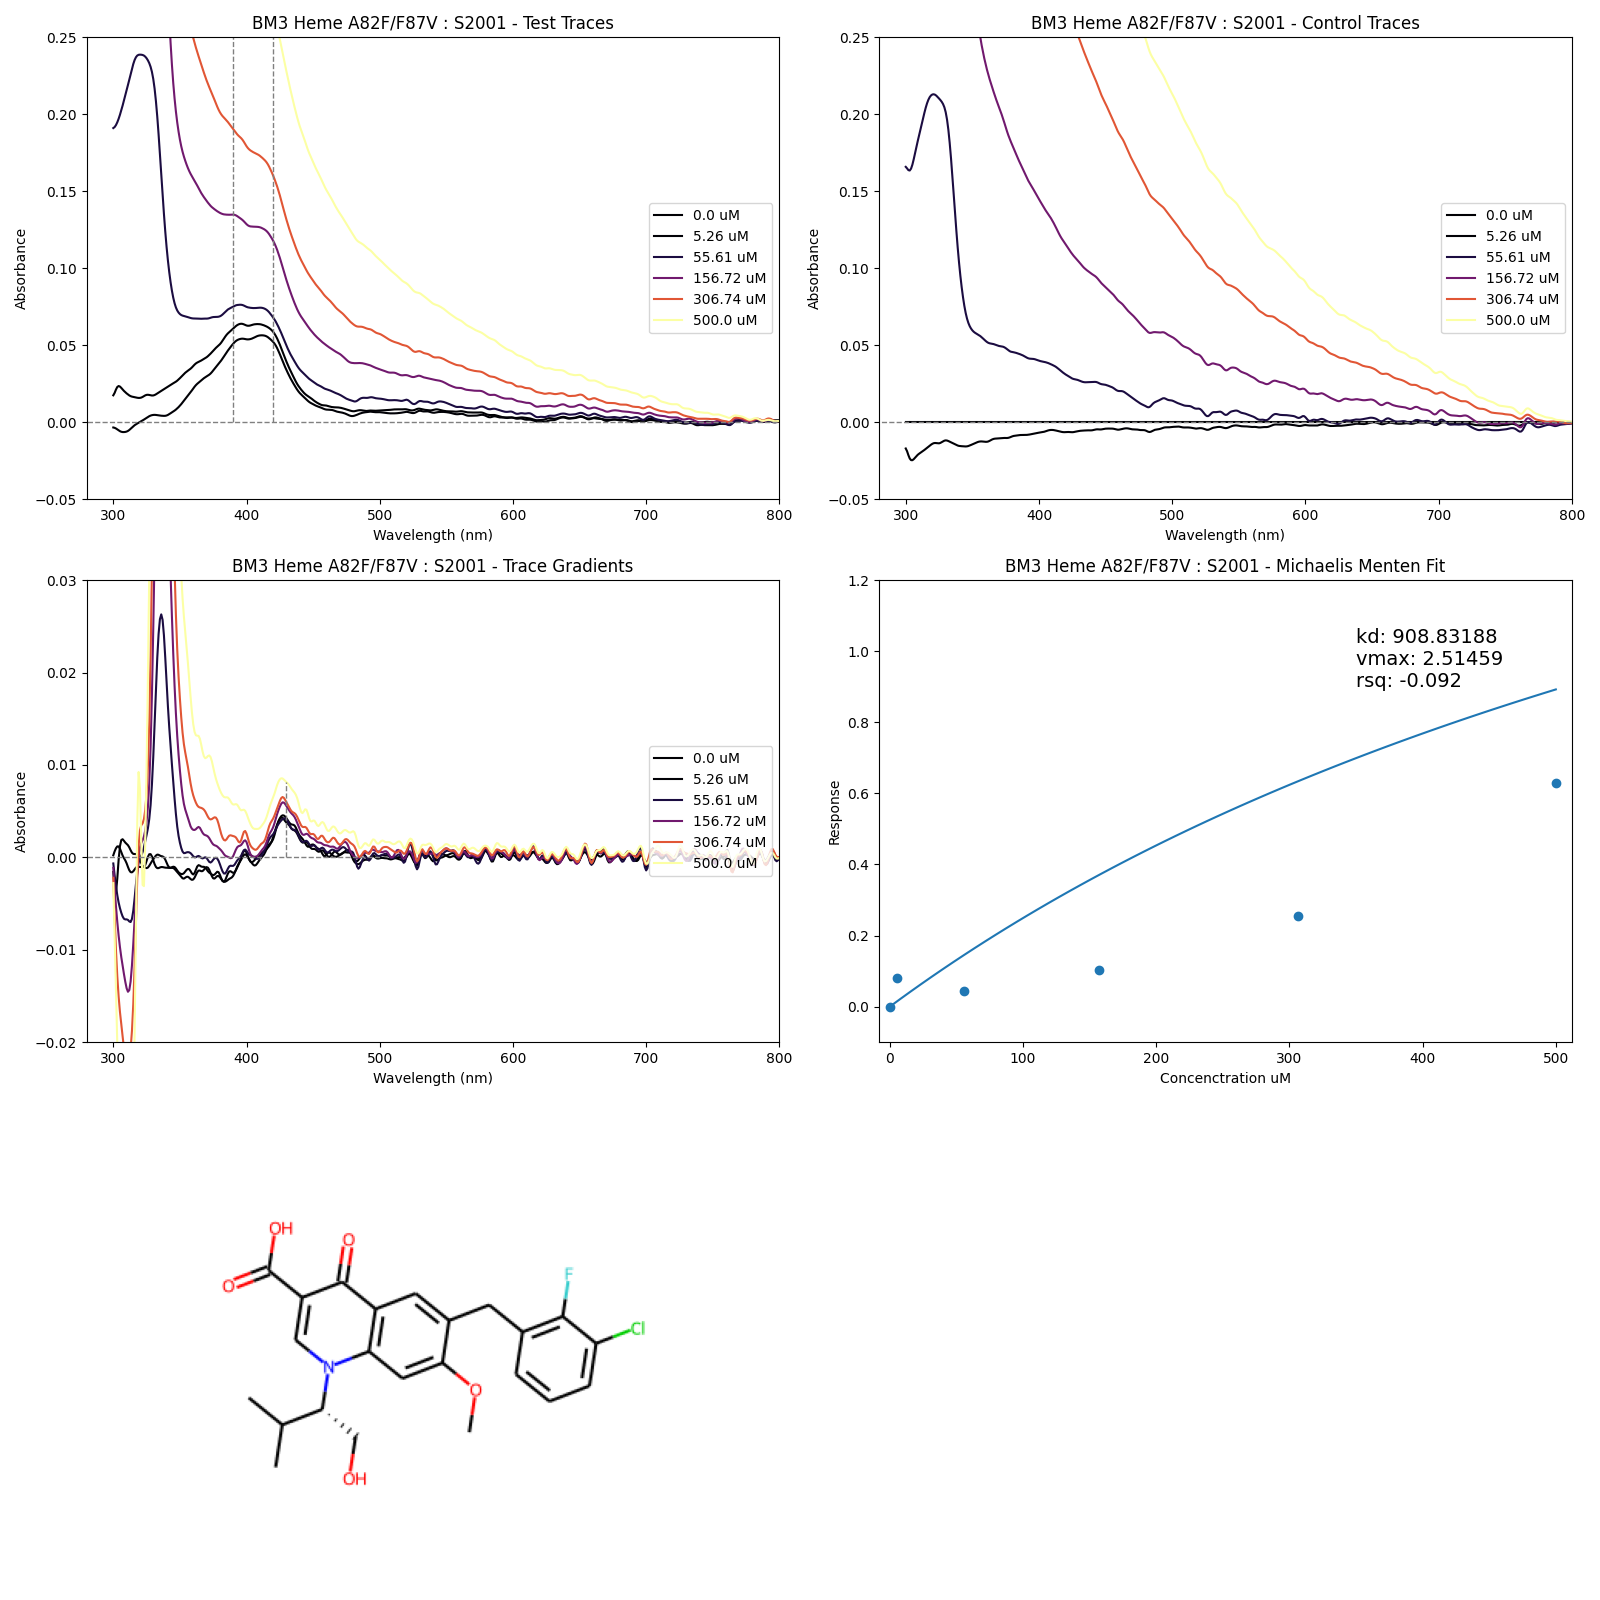 BM3 Heme A82F/F87V : S2001 - Test Traces
0.25
0.20
0.15
0.10
0.05
0.00
−0.05
Absorbance
300 400 500 600 700 800
Wavelength (nm)
0.0 uM
5.26 uM
55.61 uM
156.72 uM
306.74 uM
500.0 uM
BM3 Heme A82F/F87V : S2001 - Control Traces
0.25
0.20
0.15
0.10
0.05
0.00
−0.05
Absorbance
300 400 500 600 700 800
Wavelength (nm)
0.0 uM
5.26 uM
55.61 uM
156.72 uM
306.74 uM
500.0 uM
BM3 Heme A82F/F87V : S2001 - Trace Gradients
0.03
0.02
0.01
0.00
−0.01
−0.02
Absorbance
300 400 500 600 700 800
Wavelength (nm)
0.0 uM
5.26 uM
55.61 uM
156.72 uM
306.74 uM
500.0 uM
BM3 Heme A82F/F87V : S2001 - Michaelis Menten Fit
1.2
1.0
0.8
0.6
0.4
0.2
0.0
Response
kd: 908.83188
vmax: 2.51459
rsq: -0.092
0 100 200 300 400 500
Concenctration uM
OH
O
O
F
Cl
N
O
OH